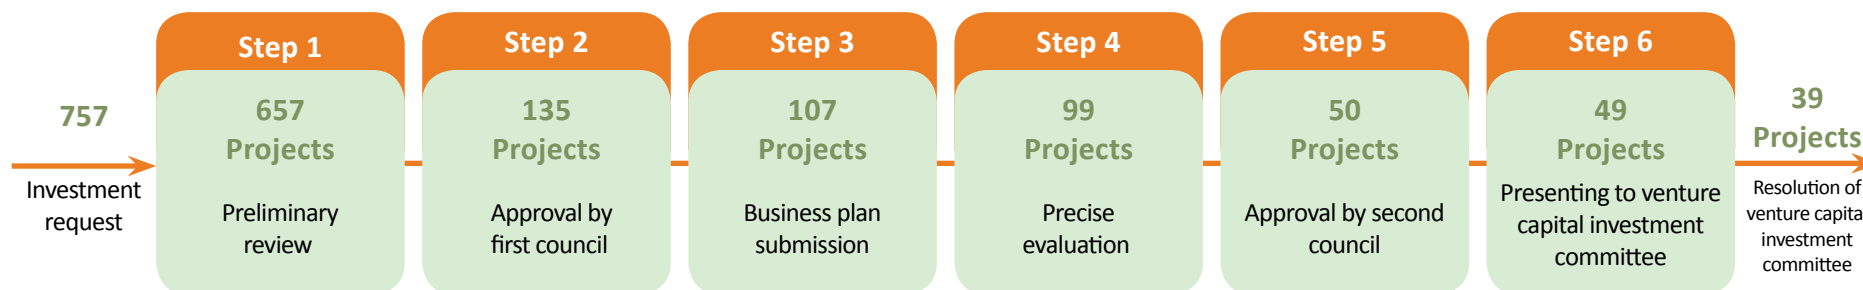 757
Investment
request
Step 1
657
Projects
Preliminary
review
Step 2
135
Projects
Approval by
first council
Step 3
107
Projects
Business plan
submission
Step 4
99
Projects
Precise
evaluation
Step 5
50
Projects
Approval by second
council
Step 6
49
Projects
Presenting to venture
capital investment
committee
39
Projects
Resolution of
venture capita
investment
committee